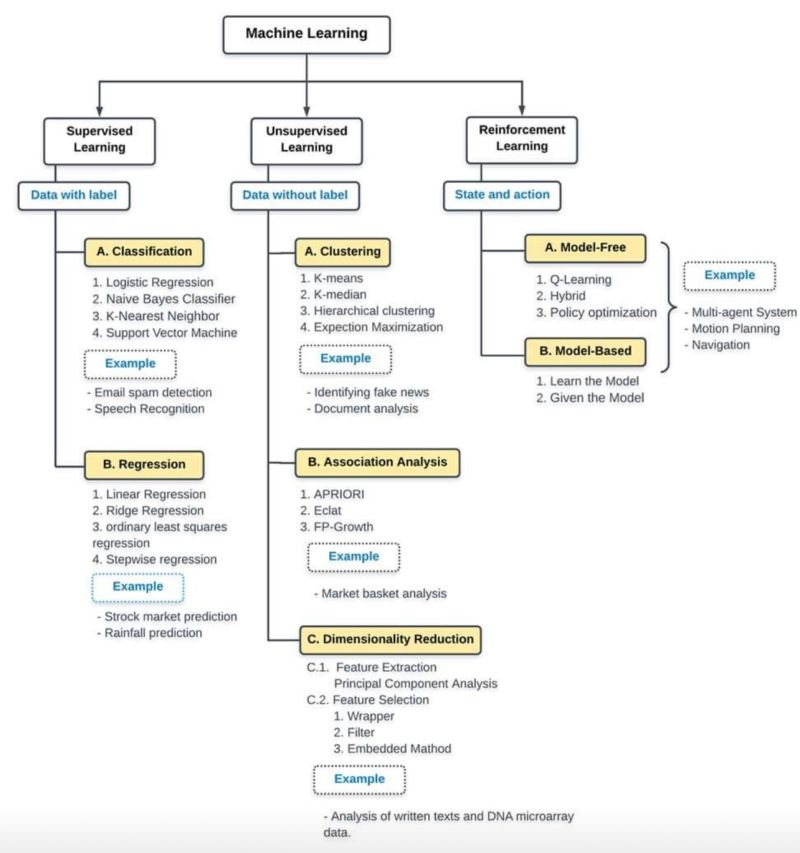 Machine Learning
Supervised
Learning
Data with label
A. Classification
1. Logistic Regression
2. Naive Bayes Classifier
3. K-Nearest Neighbor
4. Support Vector Machine
Example
- Email spam detection
- Speech Recognition
B. Regression
1. Linear Regression
2. Ridge Regression
3. ordinary least squares
regression
4. Stepwise regression
Example
- Strock market prediction
- Rainfall prediction
Unsupervised
Learning
Data without label
A. Clustering
1. K-means
2. K-median
3. Hierarchical clustering
4. Expection Maximization
Example
- Identifying fake news
- Document analysis
B. Association Analysis
1. APRIORI
2. Eclat
3. FP-Growth
Example
- Market basket analysis
C. Dimensionality Reduction
C.1. Feature Extraction
Principal Component Analysis
C.2. Feature Selection
1. Wrapper
2. Filter
3. Embedded Mathod
Example
- Analysis of written texts and DNA microarray
data.
Reinforcement
Learning
State and action
A. Model-Free
1. Q-Learning
2. Hybrid
3. Policy optimization
B. Model-Based
1. Learn the Model
2. Given the Model
Example
- Multi-agent System
- Motion Planning
- Navigation